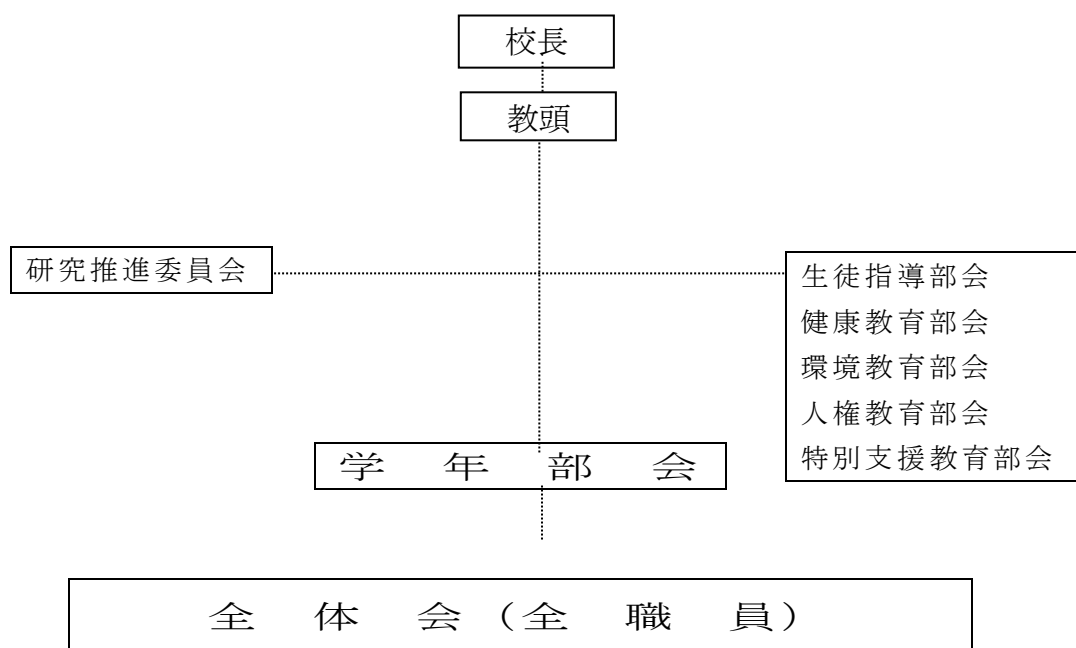 校長
教頭
研究推進委員会
生徒指導部会
健康教育部会
環境教育部会
人権教育部会
特別支援教育部会
学年部会
全体会（全職員）